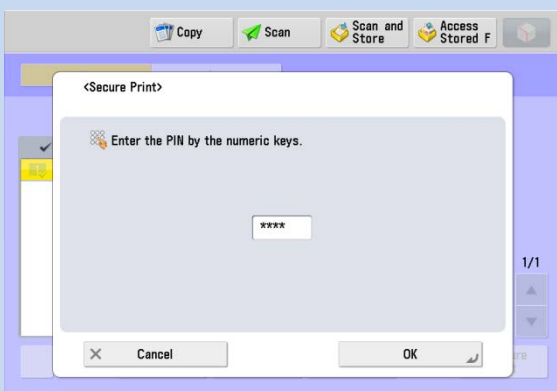 Copy
Scan
Scan and
Store
Access
Stored F
<Secure Print>
Enter the PIN by the numeric keys.
****
1/1
Cancel
OK